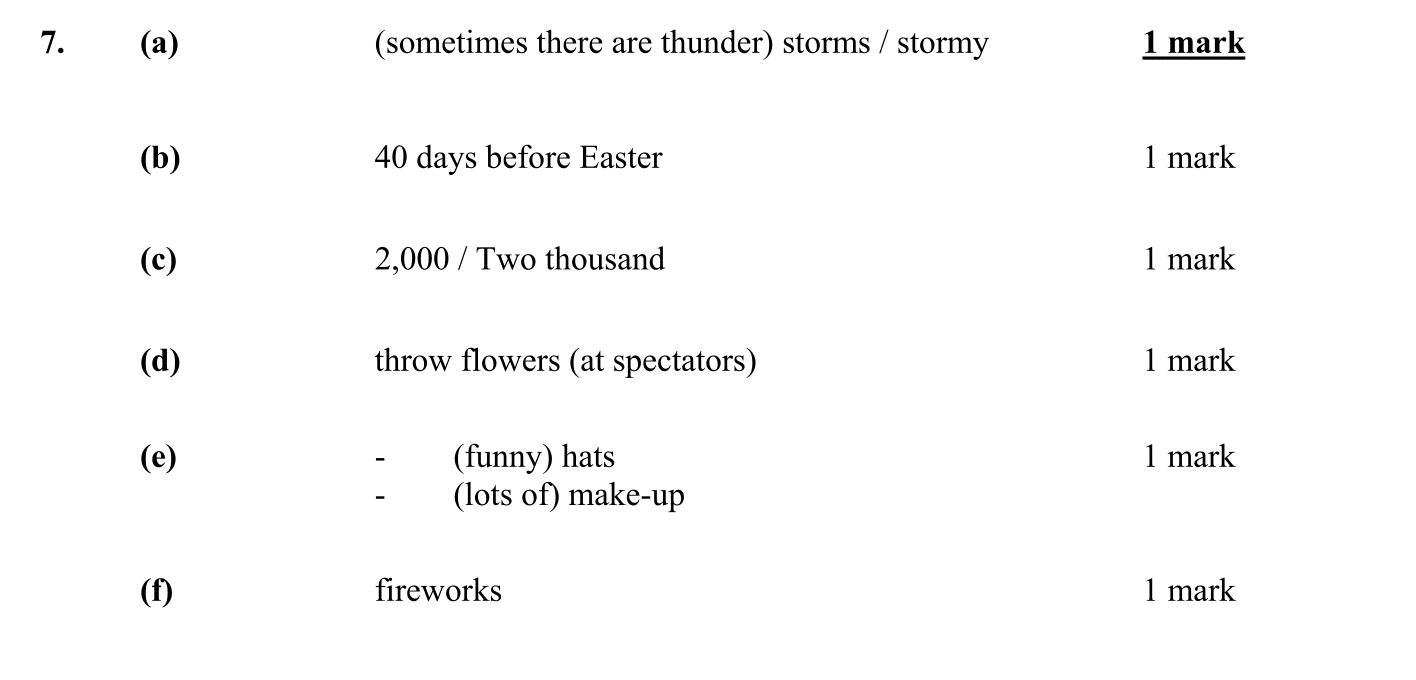 7. (a) (sometimes there are thunder) storms / stormy 1 mark
(b) 40 days before Easter 1 mark
(c) 2,000 / Two thousand 1 mark
(d) throw flowers (at spectators) 1 mark
(e) - (funny) hats 1 mark
- (lots of) make-up
(f) fireworks 1 mark